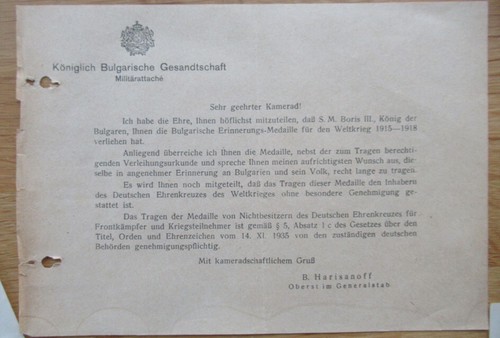 Königlich Bulgarische Gesandtschaft
Militärattaché
Sehr geehrter Kamerad!
Ich habe die Ehre, Ihnen höflichst mitzuteilen, daß S. M. Boris III., König der
Bulgaren, Ihnen die Bulgarische Erinnerungs-Medaille für den Weltkrieg 1915—1918
verliehen hat.
Anliegend überreiche ich Ihnen die Medaille, nebst der zum Tragen berechti-
genden Verleihungsurkunde und spreche Ihnen meinen aufrichtigsten Wunsch aus, die-
selbe in angenehmer Erinnerung an Bulgarien und sein Volk, recht lange zu tragen.
Es wird Ihnen noch mitgeteilt, daß das Tragen dieser Medaille den Inhabern
des Deutschen Ehrenkreuzes des Weltkrieges ohne besondere Genehmigung ge-
stattet ist.
Das Tragen der Medaille von Nichtbesitzern des Deutschen Ehrenkreuzes für
Frontkämpfer und Kriegsteilnehmer ist gemäß § 5, Absatz 1 c des Gesetzes über den
Titel, Orden und Ehrenzeichen vom 14. XI. 1935 von den zuständigen deutschen
Behörden genehmigungspflichtig.
Mit kameradschaftlichem Gruß
B. Harisanoff
Oberst im Generalstab